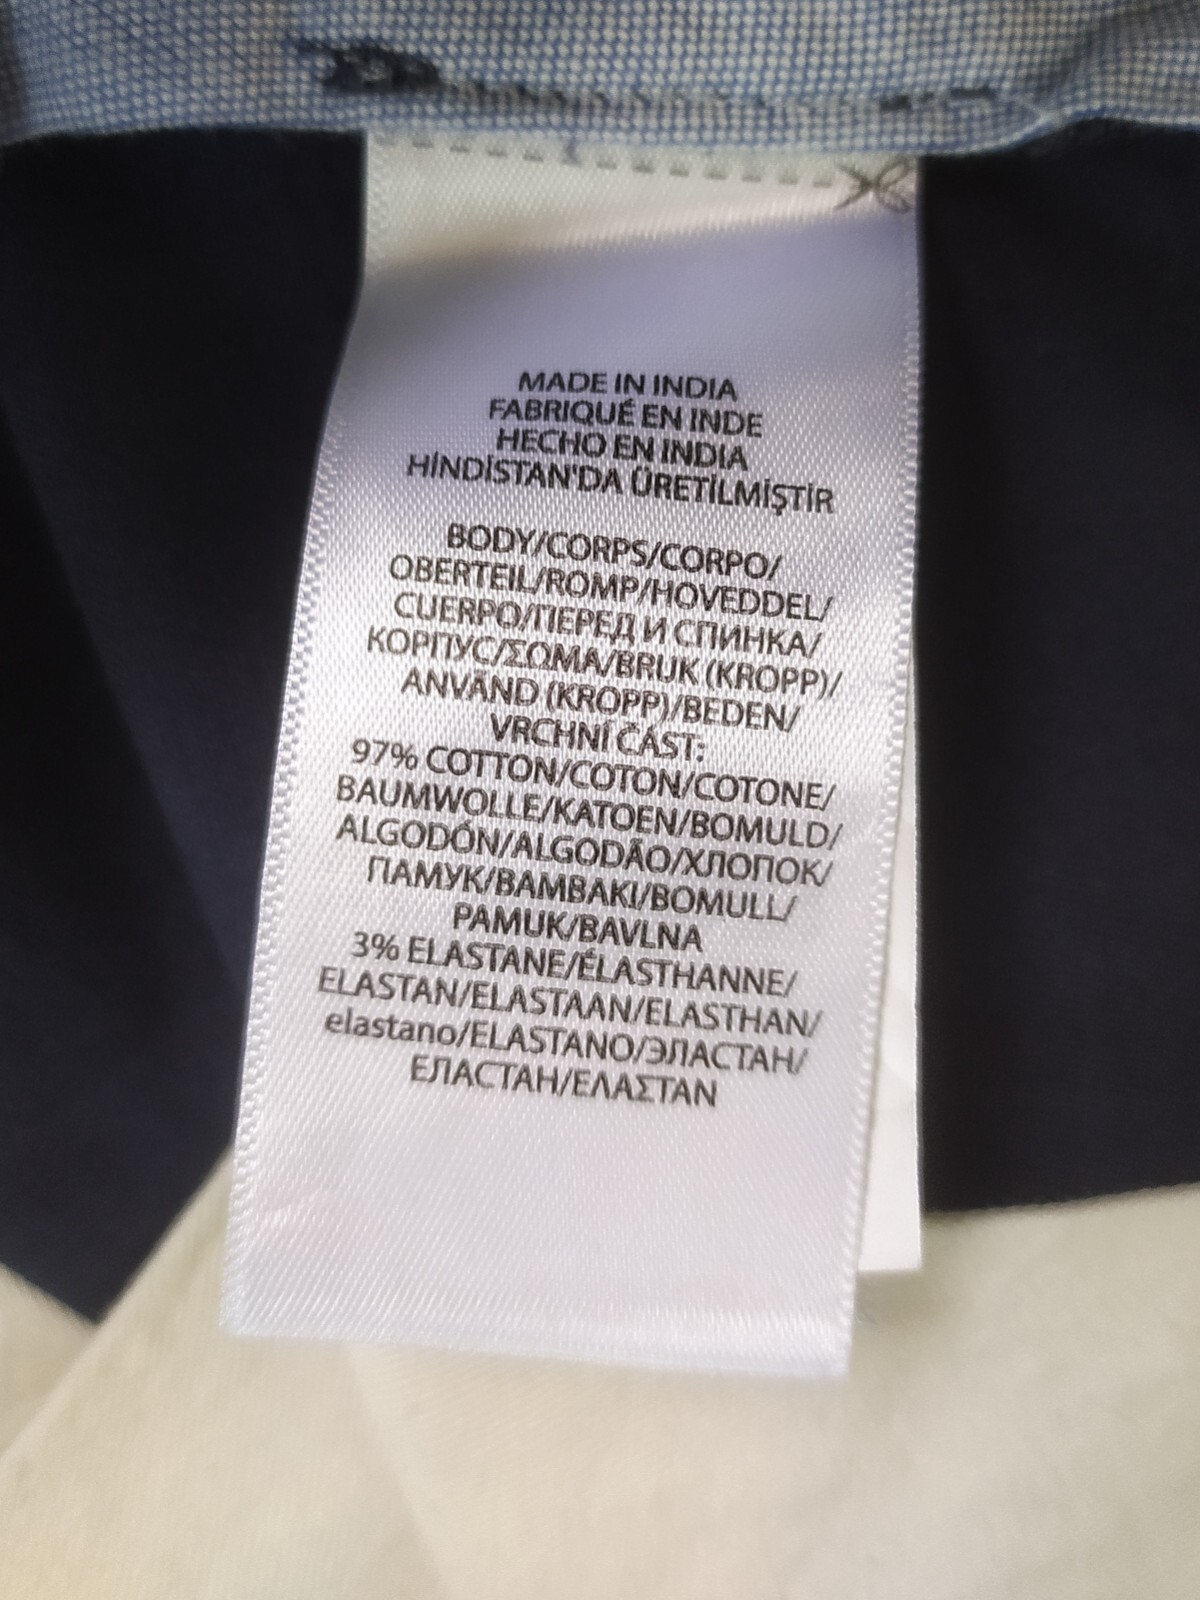 MADE IN INDIA
FABRIQUÉ EN INDE
HECHO EN INDIA
HİNDİSTAN'DA ÜRETİLMİŞTİR
BODY/CORPS/CORPO/
OBERTEIL/ROMP/HOVEDDEL/
CUERPO/ПЕРЕД И СПИНКА/
КОРПУС/ΣΩΜΑ/BRUK (KROPP)/
ANVÄND (KROPP)/BEDEN/
VRCHNÍ ČÁST:
97% COTTON/COTON/COTONE/
BAUMWOLLE/KATOEN/BOMULD/
ALGODÓN/ALGODÃO/ХЛОПОК/
ПАМУК/ΒΑΜΒΑΚΙ/BOMULL/
PAMUK/BAVLNA
3% ELASTANE/ÉLASTHANNE/
ELASTAN/ELASTAAN/ELASTHAN/
elastano/ELASTANO/ЭЛАСТАН/
ЕЛАСТАН/ΕΛΑΣΤΑΝ